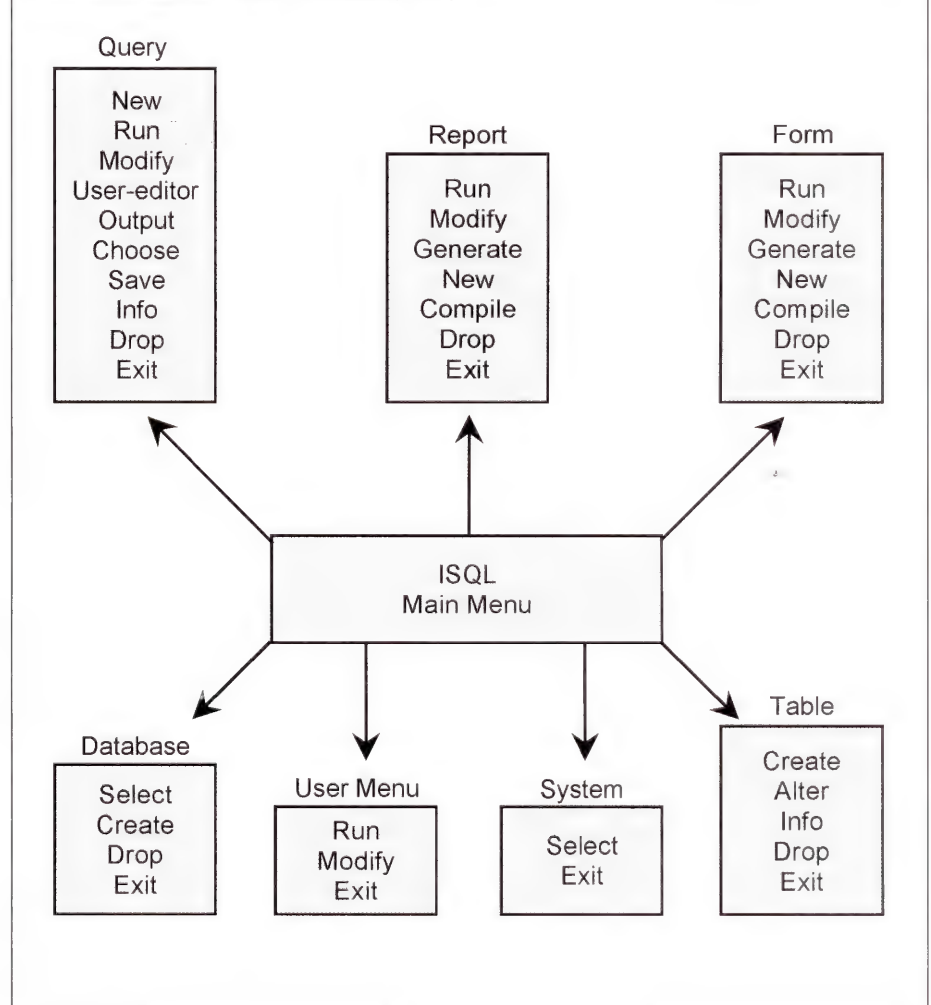 Query
New
Run
Modify
User-editor
Output
Choose
Save
Info
Drop
Exit
Report
Run
Modify
Generate
New
Compile
Drop
Exit
Form
Run
Modify
Generate
New
Compile
Drop
Exit
ISQL
Main Menu
Database
Select
Create
Drop
Exit
User Menu
Run
Modify
Exit
System
Select
Exit
Table
Create
Alter
Info
Drop
Exit